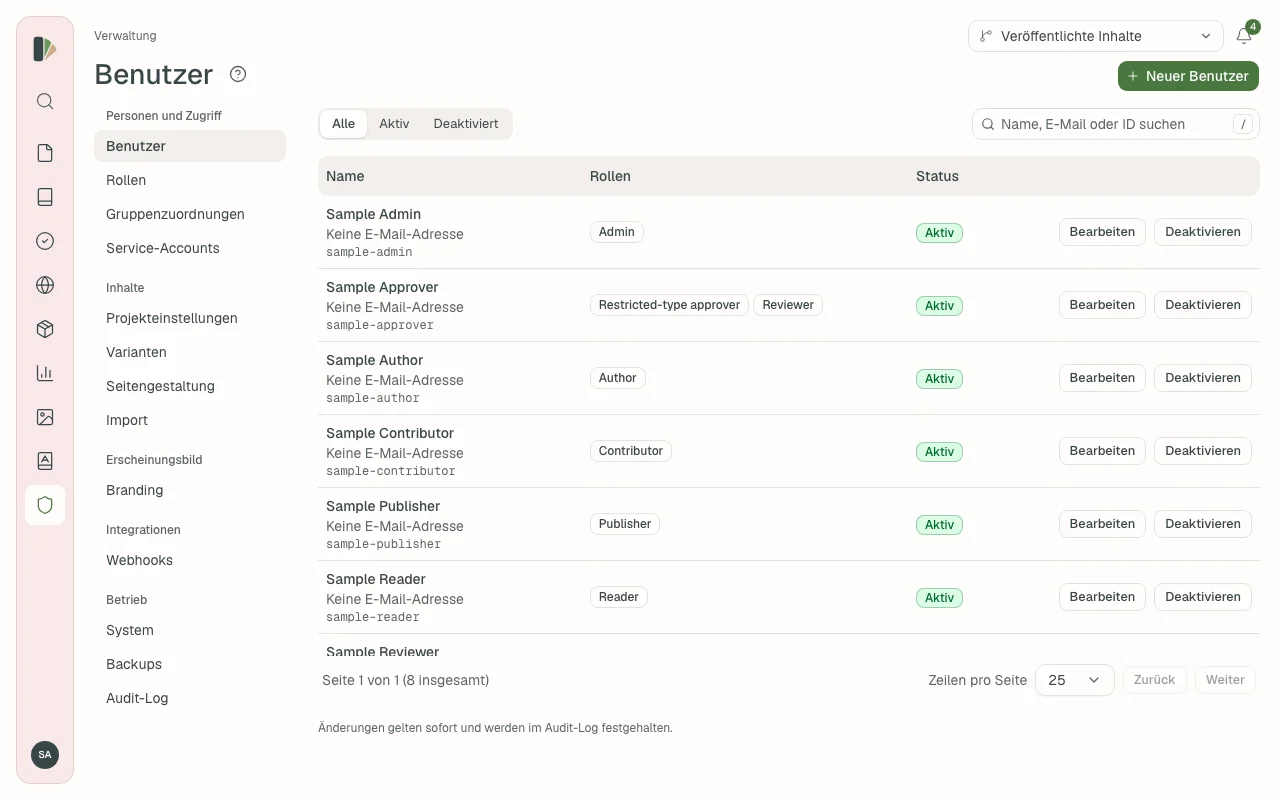 Verwaltung
Veröffentlichte Inhalte
4
Benutzer
Neuer Benutzer
Personen und Zugriff
Benutzer
Rollen
Gruppenzuordnungen
Service-Accounts
Inhalte
Projekteinstellungen
Varianten
Seitengestaltung
Import
Erscheinungsbild
Branding
Integrationen
Webhooks
Betrieb
System
Backups
Audit-Log
SA
Alle Aktiv Deaktiviert
Name, E-Mail oder ID suchen /
Name Rollen Status
Sample Admin
Keine E-Mail-Adresse
sample-admin
Admin
Aktiv
Bearbeiten Deaktivieren
Sample Approver
Keine E-Mail-Adresse
sample-approver
Restricted-type approver Reviewer
Aktiv
Bearbeiten Deaktivieren
Sample Author
Keine E-Mail-Adresse
sample-author
Author
Aktiv
Bearbeiten Deaktivieren
Sample Contributor
Keine E-Mail-Adresse
sample-contributor
Contributor
Aktiv
Bearbeiten Deaktivieren
Sample Publisher
Keine E-Mail-Adresse
sample-publisher
Publisher
Aktiv
Bearbeiten Deaktivieren
Sample Reader
Keine E-Mail-Adresse
sample-reader
Reader
Aktiv
Bearbeiten Deaktivieren
Sample Reviewer
Seite 1 von 1 (8 insgesamt)
Zeilen pro Seite 25 Zurück Weiter
Änderungen gelten sofort und werden im Audit-Log festgehalten.